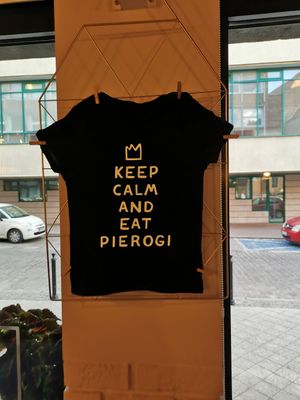 KEEP
CALM
AND
EAT
PIEROGI